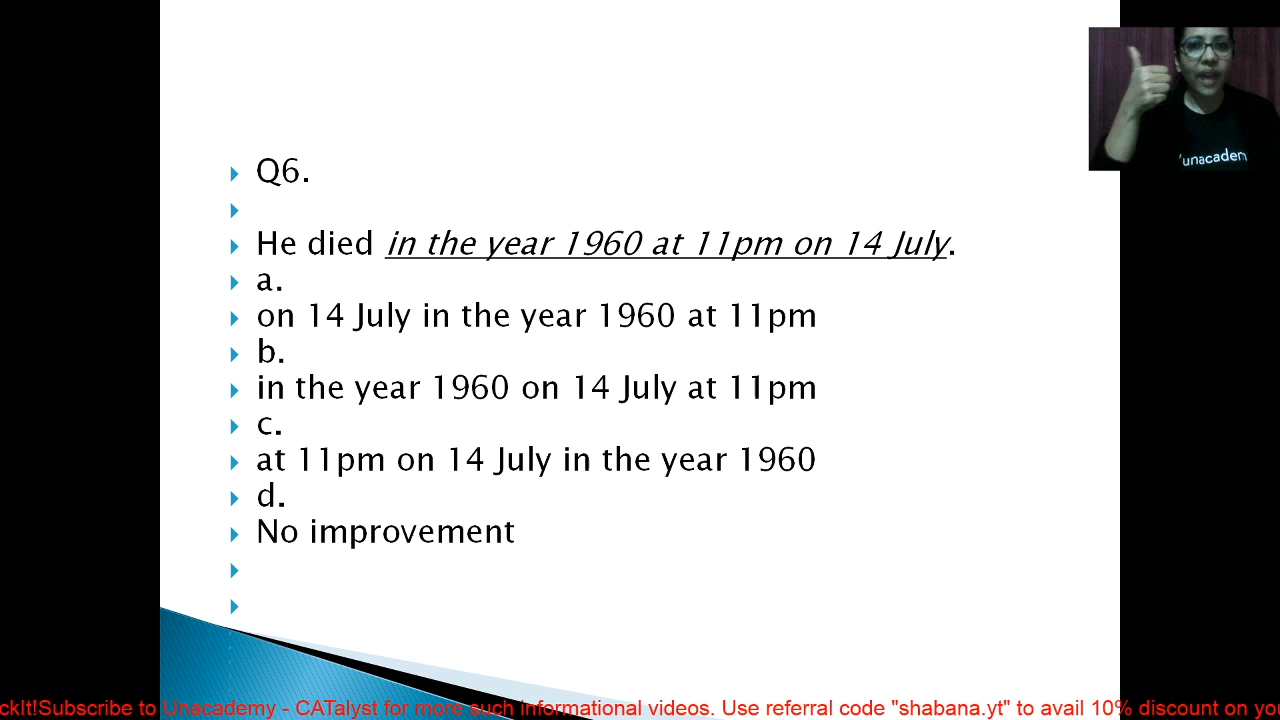 Q6.
He died in the year 1960 at 11pm on 14 July.
a.
on 14 July in the year 1960 at 11pm
b.
in the year 1960 on 14 July at 11pm
c.
at 11pm on 14 July in the year 1960
d.
No improvement
unacadem
ckIt!Subscribe to Unacademy - CATalyst for more such informational videos. Use referral code "shabana.yt" to avail 10% discount on you